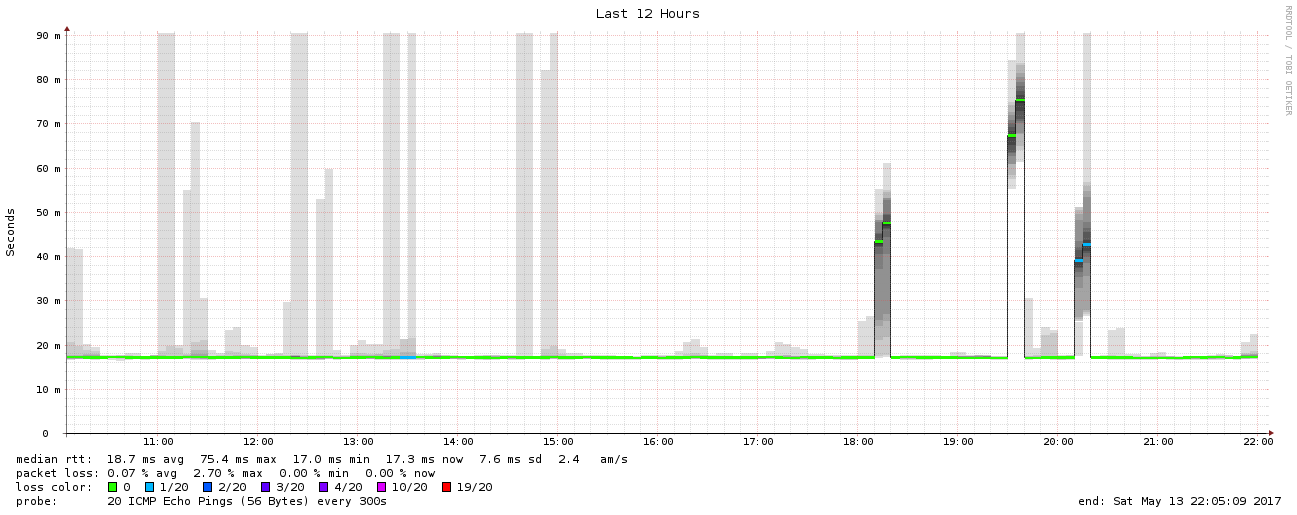 Last 12 Hours
RRDTOOL / TOBI OETIKER
Seconds
90 m
80 m
70 m
60 m
50 m
40 m
30 m
20 m
10 m
0
11:00 12:00 13:00 14:00 15:00 16:00 17:00 18:00 19:00 20:00 21:00 22:00
median rtt: 18.7 ms avg 75.4 ms max 17.0 ms min 17.3 ms now 7.6 ms sd 2.4 am/s
packet loss: 0.07 % avg 2.70 % max 0.00 % min 0.00 % now
loss color: 0 1/20 2/20 3/20 4/20 10/20 19/20
probe: 20 ICMP Echo Pings (56 Bytes) every 300s end: Sat May 13 22:05:09 2017